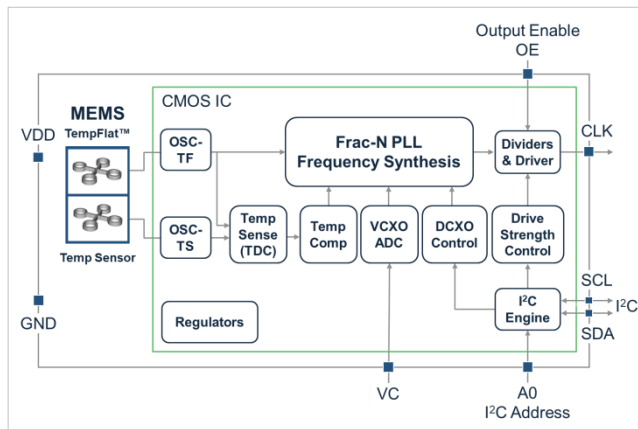 Output Enable
OE
CMOS IC
MEMS
TempFlat™
VDD
CLK
OSC-
TF
Frac-N PLL
Frequency Synthesis
Dividers
& Driver
Temp Sensor
OSC-
TS
Temp
Sense
(TDC)
Temp
Comp
VCXO
ADC
DCXO
Control
Drive
Strength
Control
GND
Regulators
I²C
Engine
SCL
I²C
SDA
VC
A0
I²C Address